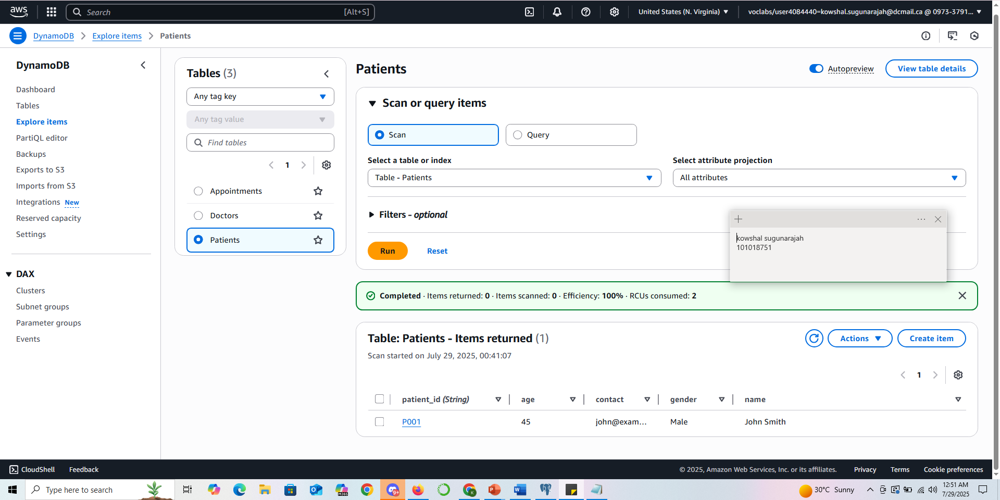 aws
Search
[Alt+S]
United States (N. Virginia)
voclabs/user4084440=kowshal.sugunarajah@dcmail.ca @ 0973-3791...
DynamoDB
Explore items
Patients
DynamoDB
Dashboard
Tables
Explore items
PartiQL editor
Backups
Exports to S3
Imports from S3
Integrations New
Reserved capacity
Settings
DAX
Clusters
Subnet groups
Parameter groups
Events
Tables (3)
Any tag key
Any tag value
Find tables
1
Appointments
Doctors
Patients
Patients
Autopreview
View table details
Scan or query items
Scan
Query
Select a table or index
Table - Patients
Select attribute projection
All attributes
Filters - optional
Run
Reset
kowshal sugunarajah
101018751
Completed · Items returned: 0 · Items scanned: 0 · Efficiency: 100% · RCUs consumed: 2
Table: Patients - Items returned (1)
Scan started on July 29, 2025, 00:41:07
Actions
Create item
1
patient_id (String) age contact gender name
P001 45 john@exam... Male John Smith
CloudShell
Feedback
© 2025, Amazon Web Services, Inc. or its affiliates.
Privacy
Terms
Cookie preferences
Type here to search
M365
9+
K
30°C Sunny
12:51 AM
7/29/2025